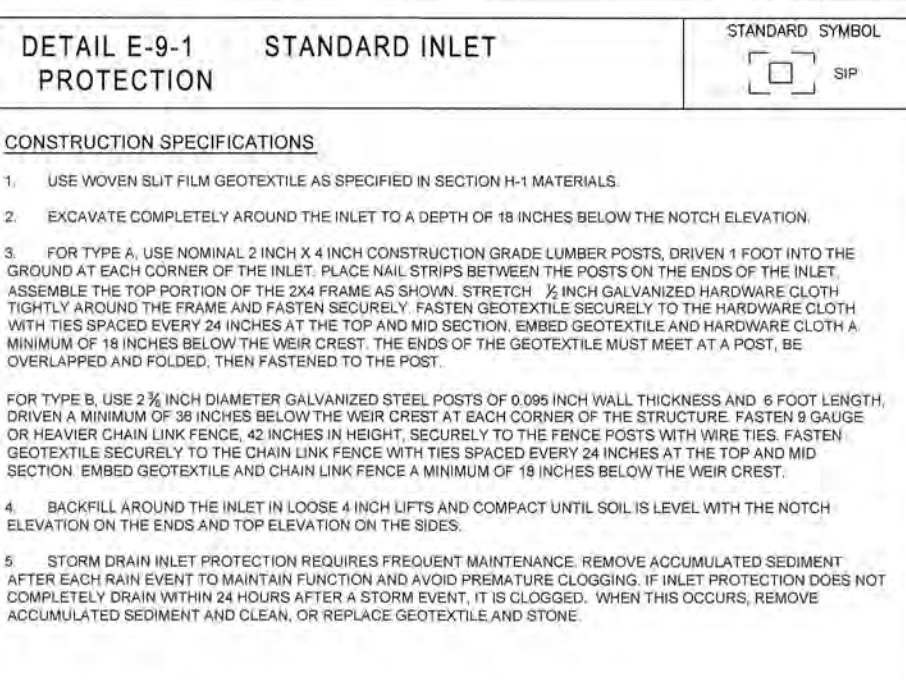 DETAIL E-9-1 STANDARD INLET
PROTECTION
STANDARD SYMBOL
SIP
CONSTRUCTION SPECIFICATIONS
1. USE WOVEN SLIT FILM GEOTEXTILE AS SPECIFIED IN SECTION H-1 MATERIALS.
2. EXCAVATE COMPLETELY AROUND THE INLET TO A DEPTH OF 18 INCHES BELOW THE NOTCH ELEVATION.
3. FOR TYPE A, USE NOMINAL 2 INCH X 4 INCH CONSTRUCTION GRADE LUMBER POSTS, DRIVEN 1 FOOT INTO THE
GROUND AT EACH CORNER OF THE INLET. PLACE NAIL STRIPS BETWEEN THE POSTS ON THE ENDS OF THE INLET.
ASSEMBLE THE TOP PORTION OF THE 2X4 FRAME AS SHOWN. STRETCH ½ INCH GALVANIZED HARDWARE CLOTH
TIGHTLY AROUND THE FRAME AND FASTEN SECURELY. FASTEN GEOTEXTILE SECURELY TO THE HARDWARE CLOTH
WITH TIES SPACED EVERY 24 INCHES AT THE TOP AND MID SECTION. EMBED GEOTEXTILE AND HARDWARE CLOTH A
MINIMUM OF 18 INCHES BELOW THE WEIR CREST. THE ENDS OF THE GEOTEXTILE MUST MEET AT A POST, BE
OVERLAPPED AND FOLDED, THEN FASTENED TO THE POST.
FOR TYPE B, USE 2 ⅜ INCH DIAMETER GALVANIZED STEEL POSTS OF 0.095 INCH WALL THICKNESS AND 6 FOOT LENGTH,
DRIVEN A MINIMUM OF 36 INCHES BELOW THE WEIR CREST AT EACH CORNER OF THE STRUCTURE. FASTEN 9 GAUGE
OR HEAVIER CHAIN LINK FENCE, 42 INCHES IN HEIGHT, SECURELY TO THE FENCE POSTS WITH WIRE TIES. FASTEN
GEOTEXTILE SECURELY TO THE CHAIN LINK FENCE WITH TIES SPACED EVERY 24 INCHES AT THE TOP AND MID
SECTION. EMBED GEOTEXTILE AND CHAIN LINK FENCE A MINIMUM OF 18 INCHES BELOW THE WEIR CREST.
4. BACKFILL AROUND THE INLET IN LOOSE 4 INCH LIFTS AND COMPACT UNTIL SOIL IS LEVEL WITH THE NOTCH
ELEVATION ON THE ENDS AND TOP ELEVATION ON THE SIDES.
5. STORM DRAIN INLET PROTECTION REQUIRES FREQUENT MAINTENANCE. REMOVE ACCUMULATED SEDIMENT
AFTER EACH RAIN EVENT TO MAINTAIN FUNCTION AND AVOID PREMATURE CLOGGING. IF INLET PROTECTION DOES NOT
COMPLETELY DRAIN WITHIN 24 HOURS AFTER A STORM EVENT, IT IS CLOGGED. WHEN THIS OCCURS, REMOVE
ACCUMULATED SEDIMENT AND CLEAN, OR REPLACE GEOTEXTILE AND STONE.